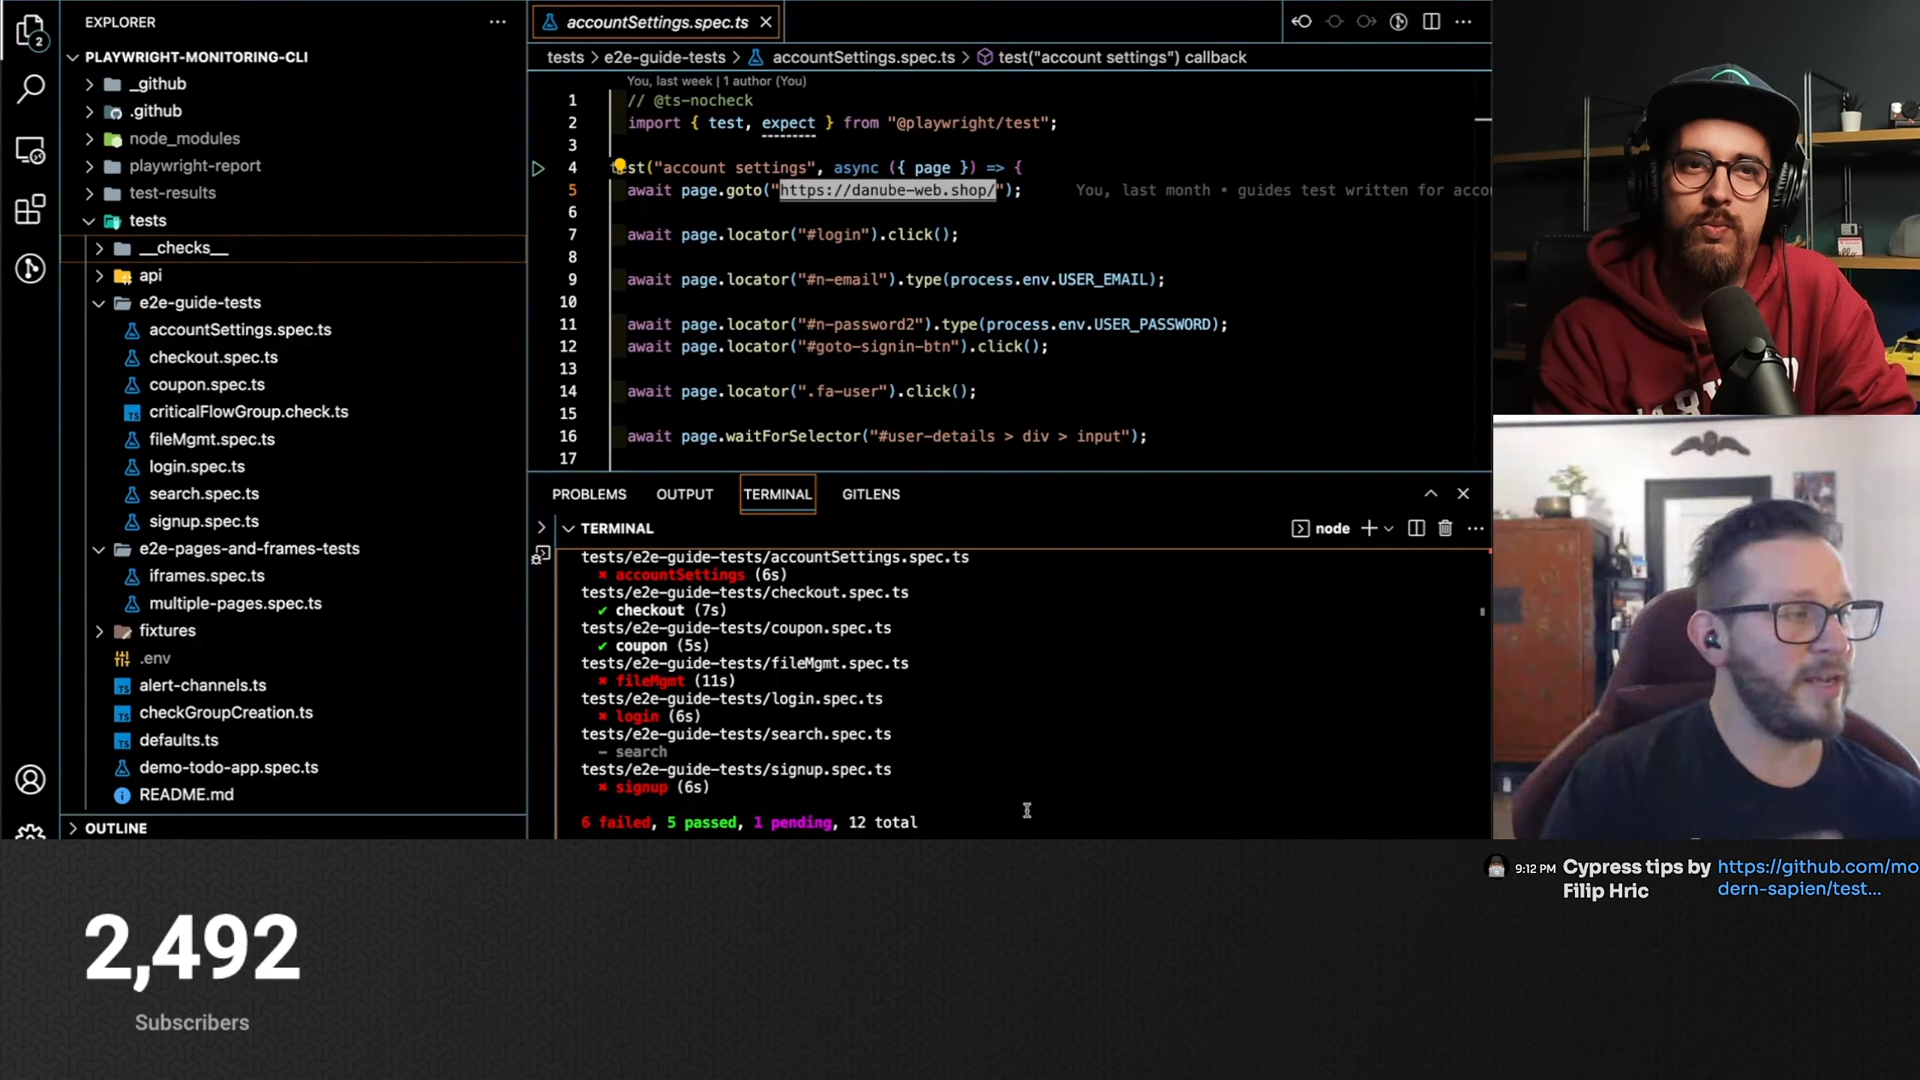 2
EXPLORER
PLAYWRIGHT-MONITORING-CLI
_github
.github
node_modules
playwright-report
test-results
tests
__checks__
api
e2e-guide-tests
accountSettings.spec.ts
checkout.spec.ts
coupon.spec.ts
TS criticalFlowGroup.check.ts
fileMgmt.spec.ts
login.spec.ts
search.spec.ts
signup.spec.ts
e2e-pages-and-frames-tests
iframes.spec.ts
multiple-pages.spec.ts
fixtures
.env
TS alert-channels.ts
TS checkGroupCreation.ts
TS defaults.ts
demo-todo-app.spec.ts
README.md
OUTLINE
accountSettings.spec.ts
tests > e2e-guide-tests > accountSettings.spec.ts > test("account settings") callback
You, last week | 1 author (You)
1 // @ts-nocheck
2 import { test, expect } from "@playwright/test";
3
4 est("account settings", async ({ page }) => {
5 await page.goto("https://danube-web.shop/"); You, last month • guides test written for acco
6
7 await page.locator("#login").click();
8
9 await page.locator("#n-email").type(process.env.USER_EMAIL);
10
11 await page.locator("#n-password2").type(process.env.USER_PASSWORD);
12 await page.locator("#goto-signin-btn").click();
13
14 await page.locator(".fa-user").click();
15
16 await page.waitForSelector("#user-details > div > input");
17
PROBLEMS OUTPUT TERMINAL GITLENS
TERMINAL
node
tests/e2e-guide-tests/accountSettings.spec.ts
✖ accountSettings (6s)
tests/e2e-guide-tests/checkout.spec.ts
✔ checkout (7s)
tests/e2e-guide-tests/coupon.spec.ts
✔ coupon (5s)
tests/e2e-guide-tests/fileMgmt.spec.ts
✖ fileMgmt (11s)
tests/e2e-guide-tests/login.spec.ts
✖ login (6s)
tests/e2e-guide-tests/search.spec.ts
– search
tests/e2e-guide-tests/signup.spec.ts
✖ signup (6s)
6 failed, 5 passed, 1 pending, 12 total
9:12 PM Cypress tips by Filip Hric
https://github.com/mo
dern-sapien/test...
2,492
Subscribers